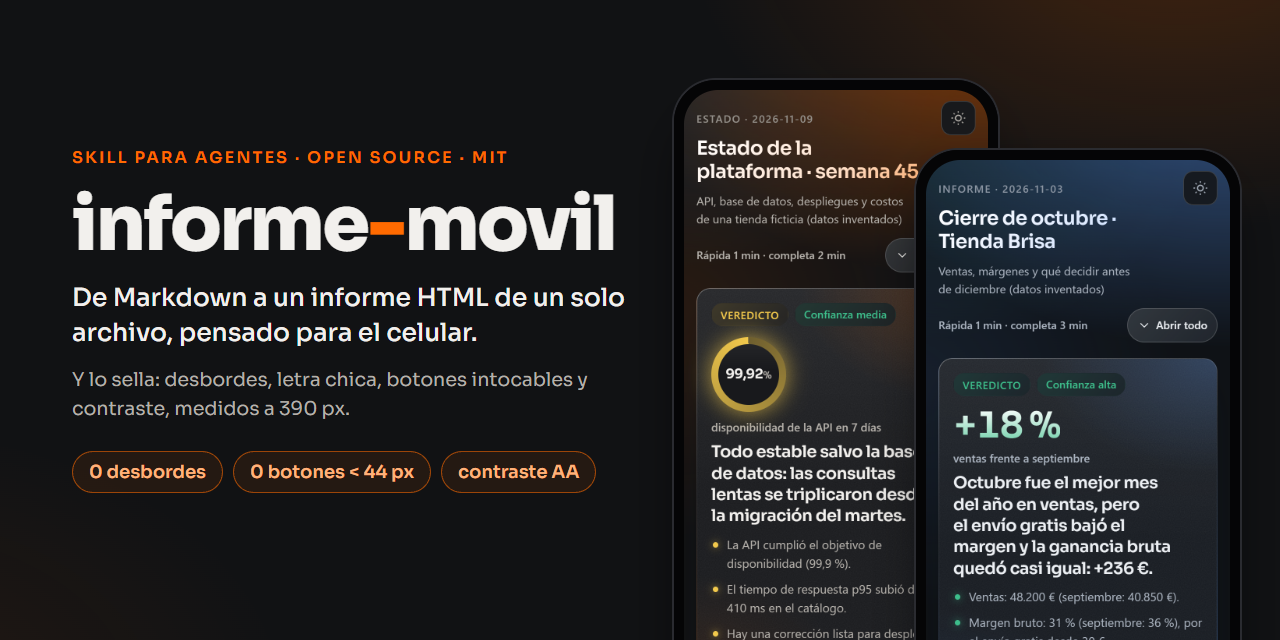 SKILL PARA AGENTES · OPEN SOURCE · MIT
informe-movil
De Markdown a un informe HTML de un solo
archivo, pensado para el celular.
Y lo sella: desbordes, letra chica, botones intocables y
contraste, medidos a 390 px.
0 desbordes
0 botones < 44 px
contraste AA
ESTADO · 2026-11-09
Estado de la
plataforma · semana 45
API, base de datos, despliegues y costos
de una tienda ficticia (datos inventados)
Rápida 1 min · completa 2 min
VEREDICTO
Confianza media
99,92%
disponibilidad de la API en 7 días
Todo estable salvo la
de datos: las consultas
lentas se triplicaron
la migración del martes.
La API cumplió el objetivo de
disponibilidad (99,9 %).
El tiempo de respuesta p95 subió
410 ms en el catálogo.
Hay una corrección lista para
INFORME · 2026-11-03
Cierre de octubre ·
Tienda Brisa
Ventas, márgenes y qué decidir antes
de diciembre (datos inventados)
Rápida 1 min · completa 3 min
Abrir todo
VEREDICTO
Confianza alta
+18 %
ventas frente a septiembre
Octubre fue el mejor mes
del año en ventas, pero
el envío gratis bajó el
margen y la ganancia bruta
quedó casi igual: +236 €.
Ventas: 48.200 € (septiembre: 40.850 €).
Margen bruto: 31 % (septiembre: 36 %), por